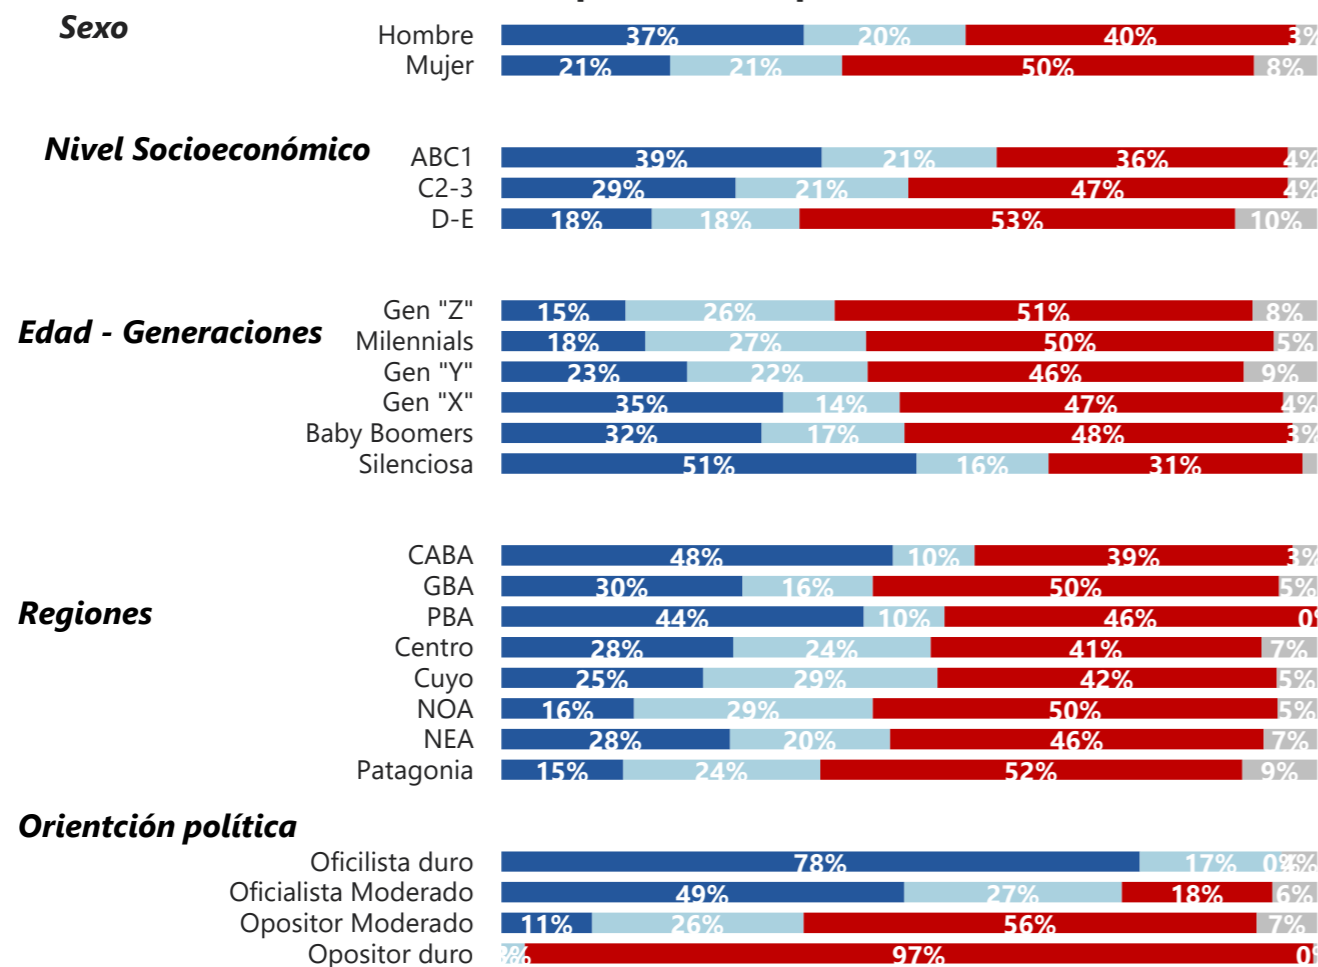 Sexo
Hombre 37% 20% 40% 3%
Mujer 21% 21% 50% 8%
Nivel Socioeconómico
ABC1 39% 21% 36% 4%
C2-3 29% 21% 47% 4%
D-E 18% 18% 53% 10%
Edad - Generaciones
Gen "Z" 15% 26% 51% 8%
Milennials 18% 27% 50% 5%
Gen "Y" 23% 22% 46% 9%
Gen "X" 35% 14% 47% 4%
Baby Boomers 32% 17% 48% 3%
Silenciosa 51% 16% 31%
Regiones
CABA 48% 10% 39% 3%
GBA 30% 16% 50% 5%
PBA 44% 10% 46% 0%
Centro 28% 24% 41% 7%
Cuyo 25% 29% 42% 5%
NOA 16% 29% 50% 5%
NEA 28% 20% 46% 7%
Patagonia 15% 24% 52% 9%
Orientción política
Oficilista duro 78% 17% 0% 4%
Oficialista Moderado 49% 27% 18% 6%
Opositor Moderado 11% 26% 56% 7%
Opositor duro 97% 0%